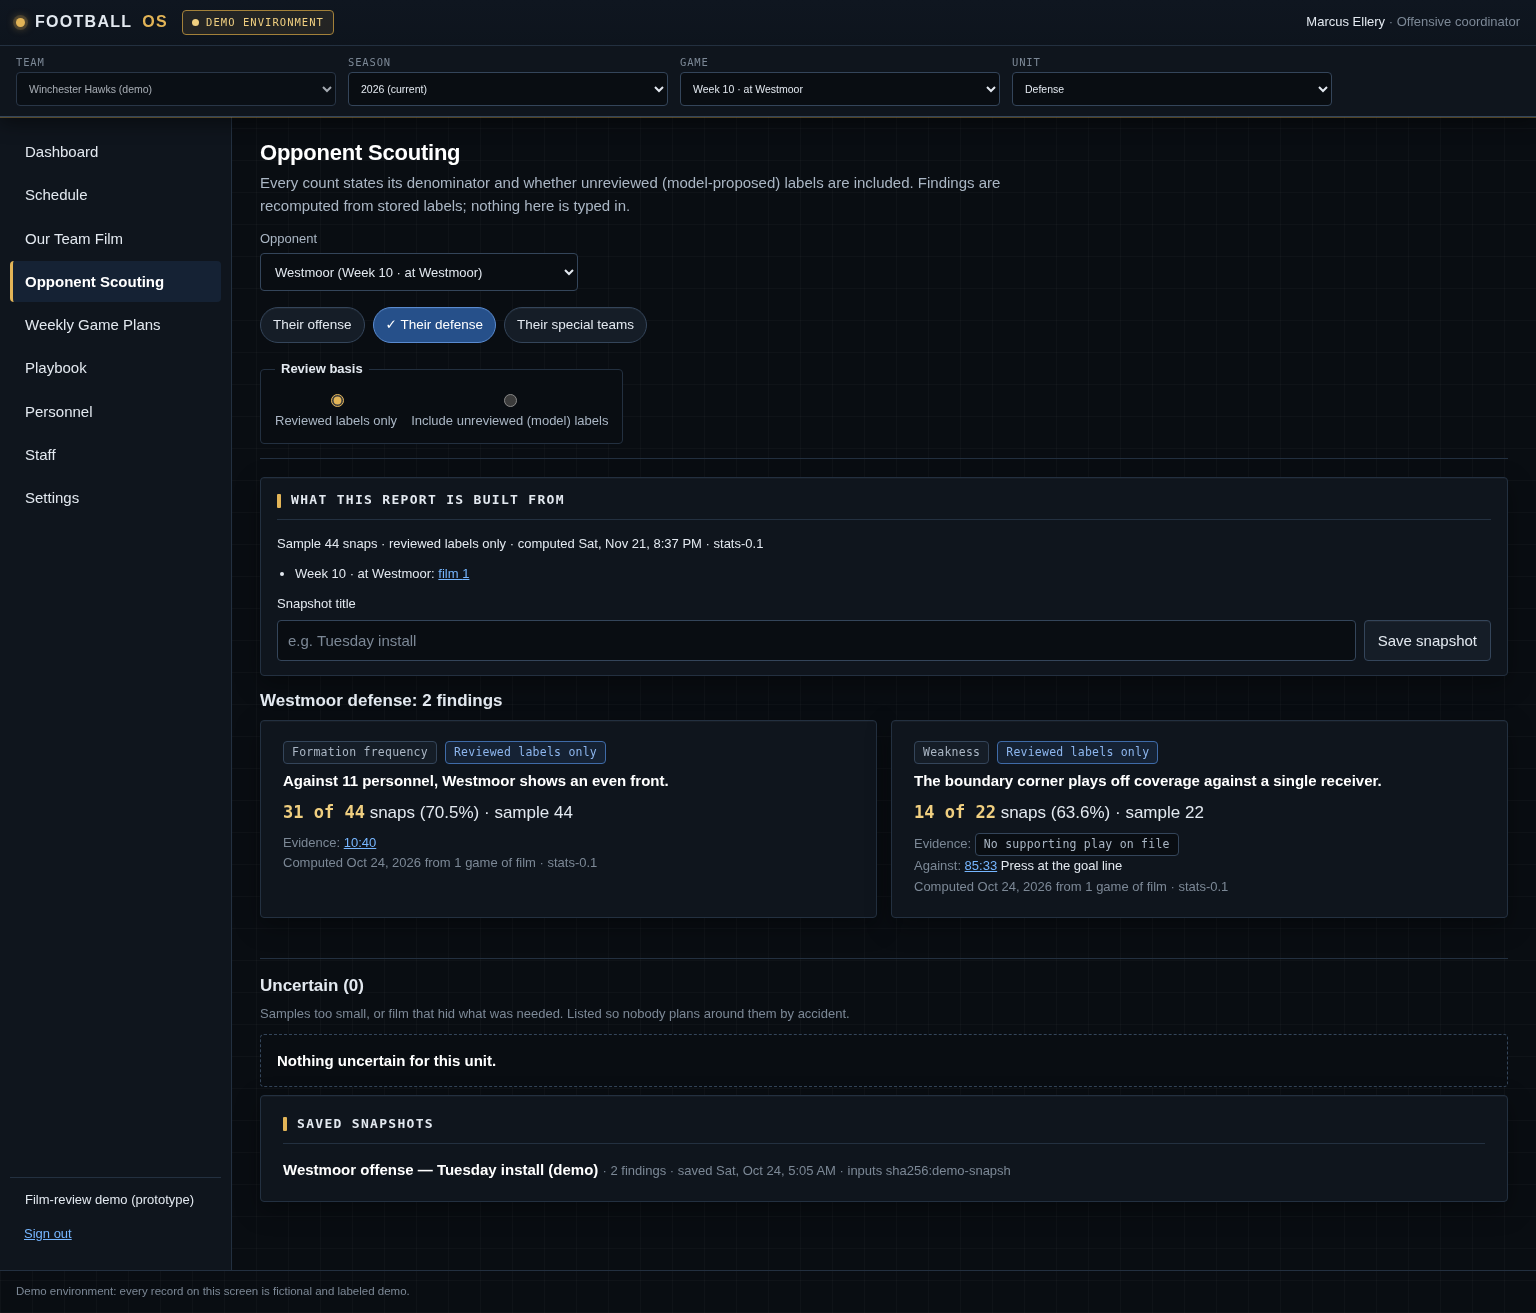 FOOTBALL OS
DEMO ENVIRONMENT
Marcus Ellery · Offensive coordinator
TEAM
Winchester Hawks (demo)
SEASON
2026 (current)
GAME
Week 10 · at Westmoor
UNIT
Defense
Dashboard
Schedule
Our Team Film
Opponent Scouting
Weekly Game Plans
Playbook
Personnel
Staff
Settings
Film-review demo (prototype)
Sign out
Opponent Scouting
Every count states its denominator and whether unreviewed (model-proposed) labels are included. Findings are
recomputed from stored labels; nothing here is typed in.
Opponent
Westmoor (Week 10 · at Westmoor)
Their offense
✓ Their defense
Their special teams
Review basis
Reviewed labels only
Include unreviewed (model) labels
WHAT THIS REPORT IS BUILT FROM
Sample 44 snaps · reviewed labels only · computed Sat, Nov 21, 8:37 PM · stats-0.1
• Week 10 · at Westmoor: film 1
Snapshot title
e.g. Tuesday install
Save snapshot
Westmoor defense: 2 findings
Formation frequency
Reviewed labels only
Against 11 personnel, Westmoor shows an even front.
31 of 44 snaps (70.5%) · sample 44
Evidence: 10:40
Computed Oct 24, 2026 from 1 game of film · stats-0.1
Weakness
Reviewed labels only
The boundary corner plays off coverage against a single receiver.
14 of 22 snaps (63.6%) · sample 22
Evidence: No supporting play on file
Against: 85:33 Press at the goal line
Computed Oct 24, 2026 from 1 game of film · stats-0.1
Uncertain (0)
Samples too small, or film that hid what was needed. Listed so nobody plans around them by accident.
Nothing uncertain for this unit.
SAVED SNAPSHOTS
Westmoor offense — Tuesday install (demo) · 2 findings · saved Sat, Oct 24, 5:05 AM · inputs sha256:demo-snapsh
Demo environment: every record on this screen is fictional and labeled demo.